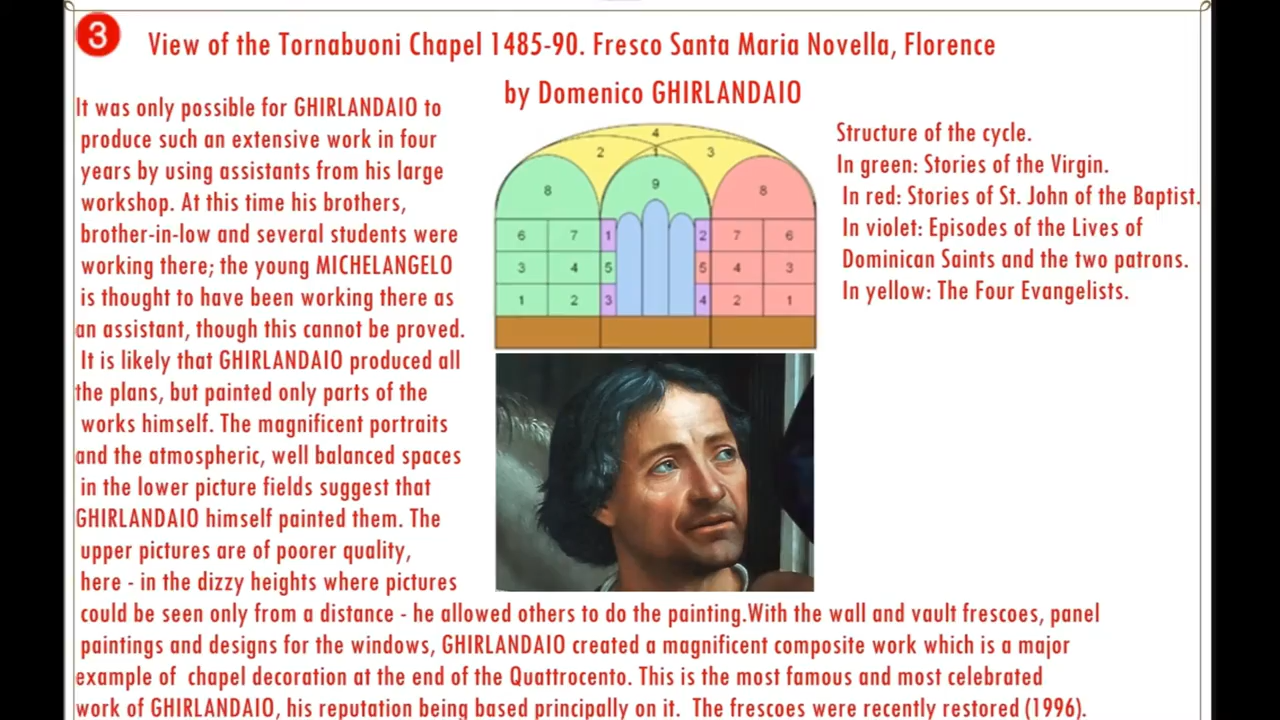 3
View of the Tornabuoni Chapel 1485-90. Fresco Santa Maria Novella, Florence
by Domenico GHIRLANDAIO
It was only possible for GHIRLANDAIO to
produce such an extensive work in four
years by using assistants from his large
workshop. At this time his brothers,
brother-in-low and several students were
working there; the young MICHELANGELO
is thought to have been working there as
an assistant, though this cannot be proved.
It is likely that GHIRLANDAIO produced all
the plans, but painted only parts of the
works himself. The magnificent portraits
and the atmospheric, well balanced spaces
in the lower picture fields suggest that
GHIRLANDAIO himself painted them. The
upper pictures are of poorer quality,
here - in the dizzy heights where pictures
could be seen only from a distance - he allowed others to do the painting.With the wall and vault frescoes, panel
paintings and designs for the windows, GHIRLANDAIO created a magnificent composite work which is a major
example of chapel decoration at the end of the Quattrocento. This is the most famous and most celebrated
work of GHIRLANDAIO, his reputation being based principally on it. The frescoes were recently restored (1996).
4
2 1 3
8 9 8
6 7 1 2 7 6
3 4 5 5 4 3
1 2 3 4 2 1
Structure of the cycle.
In green: Stories of the Virgin.
In red: Stories of St. John of the Baptist.
In violet: Episodes of the Lives of
Dominican Saints and the two patrons.
In yellow: The Four Evangelists.